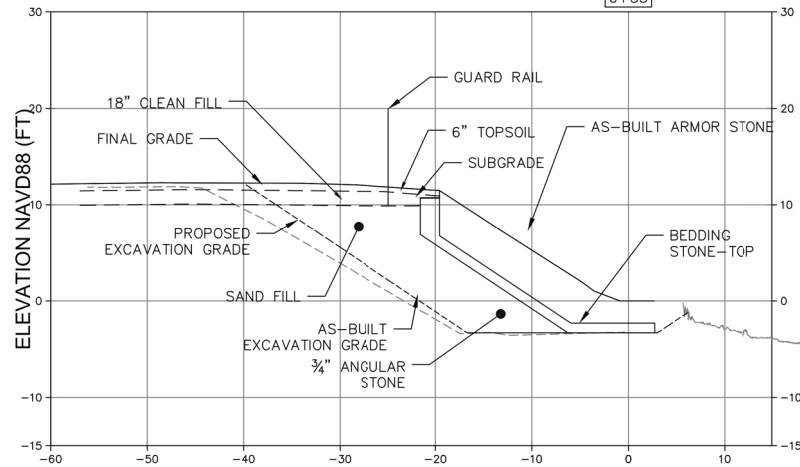 30
30
GUARD RAIL
20
20
18" CLEAN FILL
6" TOPSOIL
AS-BUILT ARMOR STONE
FINAL GRADE
SUBGRADE
10
10
PROPOSED
EXCAVATION GRADE
BEDDING
STONE-TOP
ELEVATION NAVD88 (FT)
SAND FILL
0
0
AS-BUILT
EXCAVATION GRADE
¾" ANGULAR
STONE
-10
-10
-15
-15
-60
-50
-40
-30
-20
-10
0
10